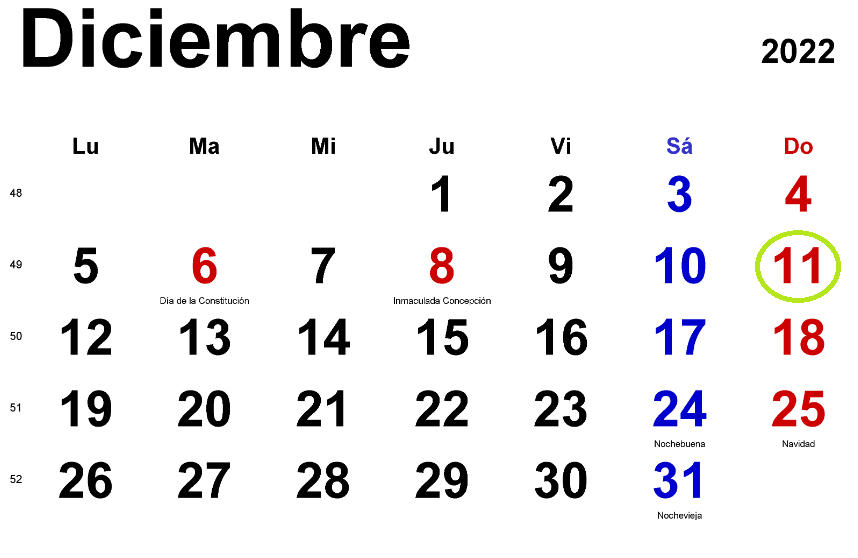 Diciembre 2022
Lu Ma Mi Ju Vi Sá Do
48 1 2 3 4
49 5 6 7 8 9 10 11
Día de la Constitución Inmaculada Concepción
50 12 13 14 15 16 17 18
51 19 20 21 22 23 24 25
Nochebuena Navidad
52 26 27 28 29 30 31
Nochevieja